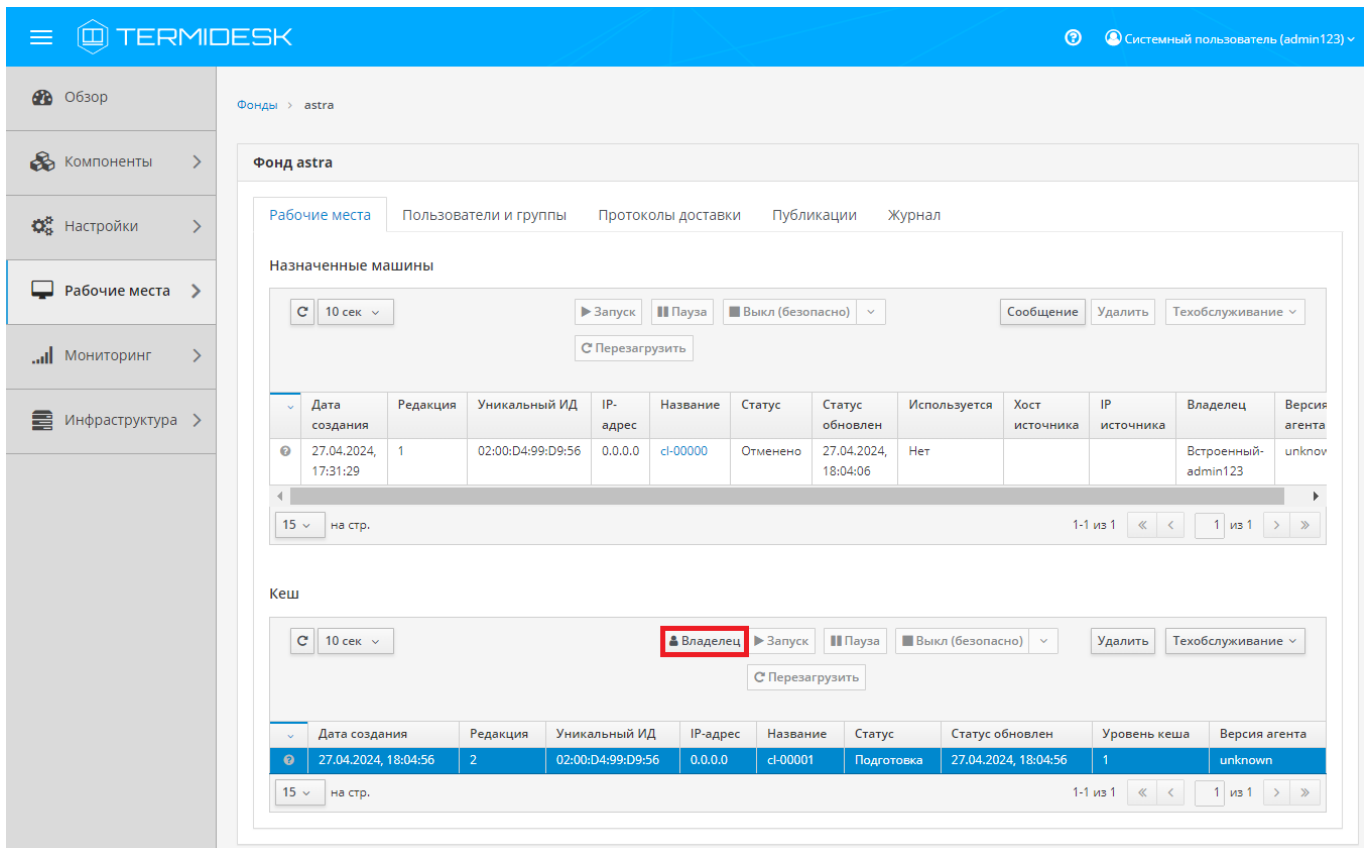 TERMIDESK
Системный пользователь (admin123)
Обзор
Компоненты
Настройки
Рабочие места
Мониторинг
Инфраструктура
Фонды > astra
Фонд astra
Рабочие места Пользователи и группы Протоколы доставки Публикации Журнал
Назначенные машины
10 сек Запуск Пауза Выкл (безопасно) Сообщение Удалить Техобслуживание
Перезагрузить
Дата создания Редакция Уникальный ИД IP-адрес Название Статус Статус обновлен Используется Хост источника IP источника Владелец Версия агента
27.04.2024, 17:31:29 1 02:00:D4:99:D9:56 0.0.0.0 cl-00000 Отменено 27.04.2024, 18:04:06 Нет Встроенный-admin123 unknow
15 на стр. 1-1 из 1 « < 1 из 1 > »
Кеш
10 сек Владелец Запуск Пауза Выкл (безопасно) Удалить Техобслуживание
Перезагрузить
Дата создания Редакция Уникальный ИД IP-адрес Название Статус Статус обновлен Уровень кеша Версия агента
27.04.2024, 18:04:56 2 02:00:D4:99:D9:56 0.0.0.0 cl-00001 Подготовка 27.04.2024, 18:04:56 1 unknown
15 на стр. 1-1 из 1 « < 1 из 1 > »